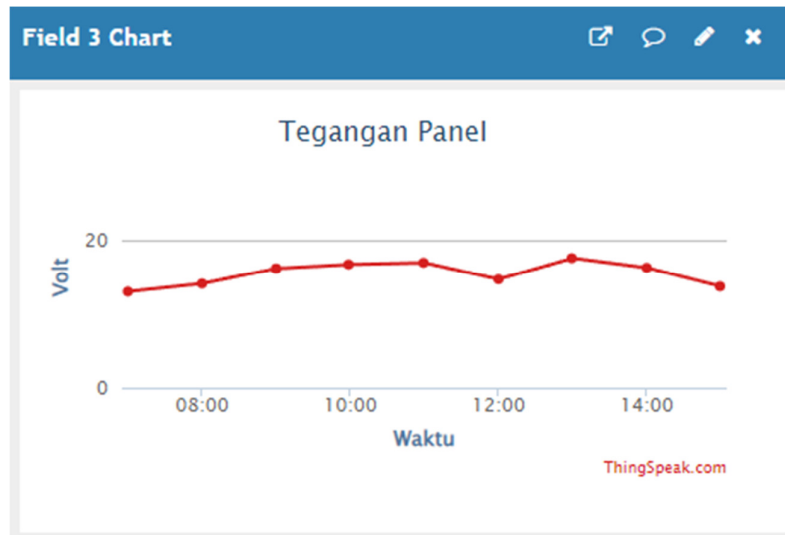 Field 3 Chart
Tegangan Panel
20
Volt
0
08:00 10:00 12:00 14:00
Waktu
ThingSpeak.com